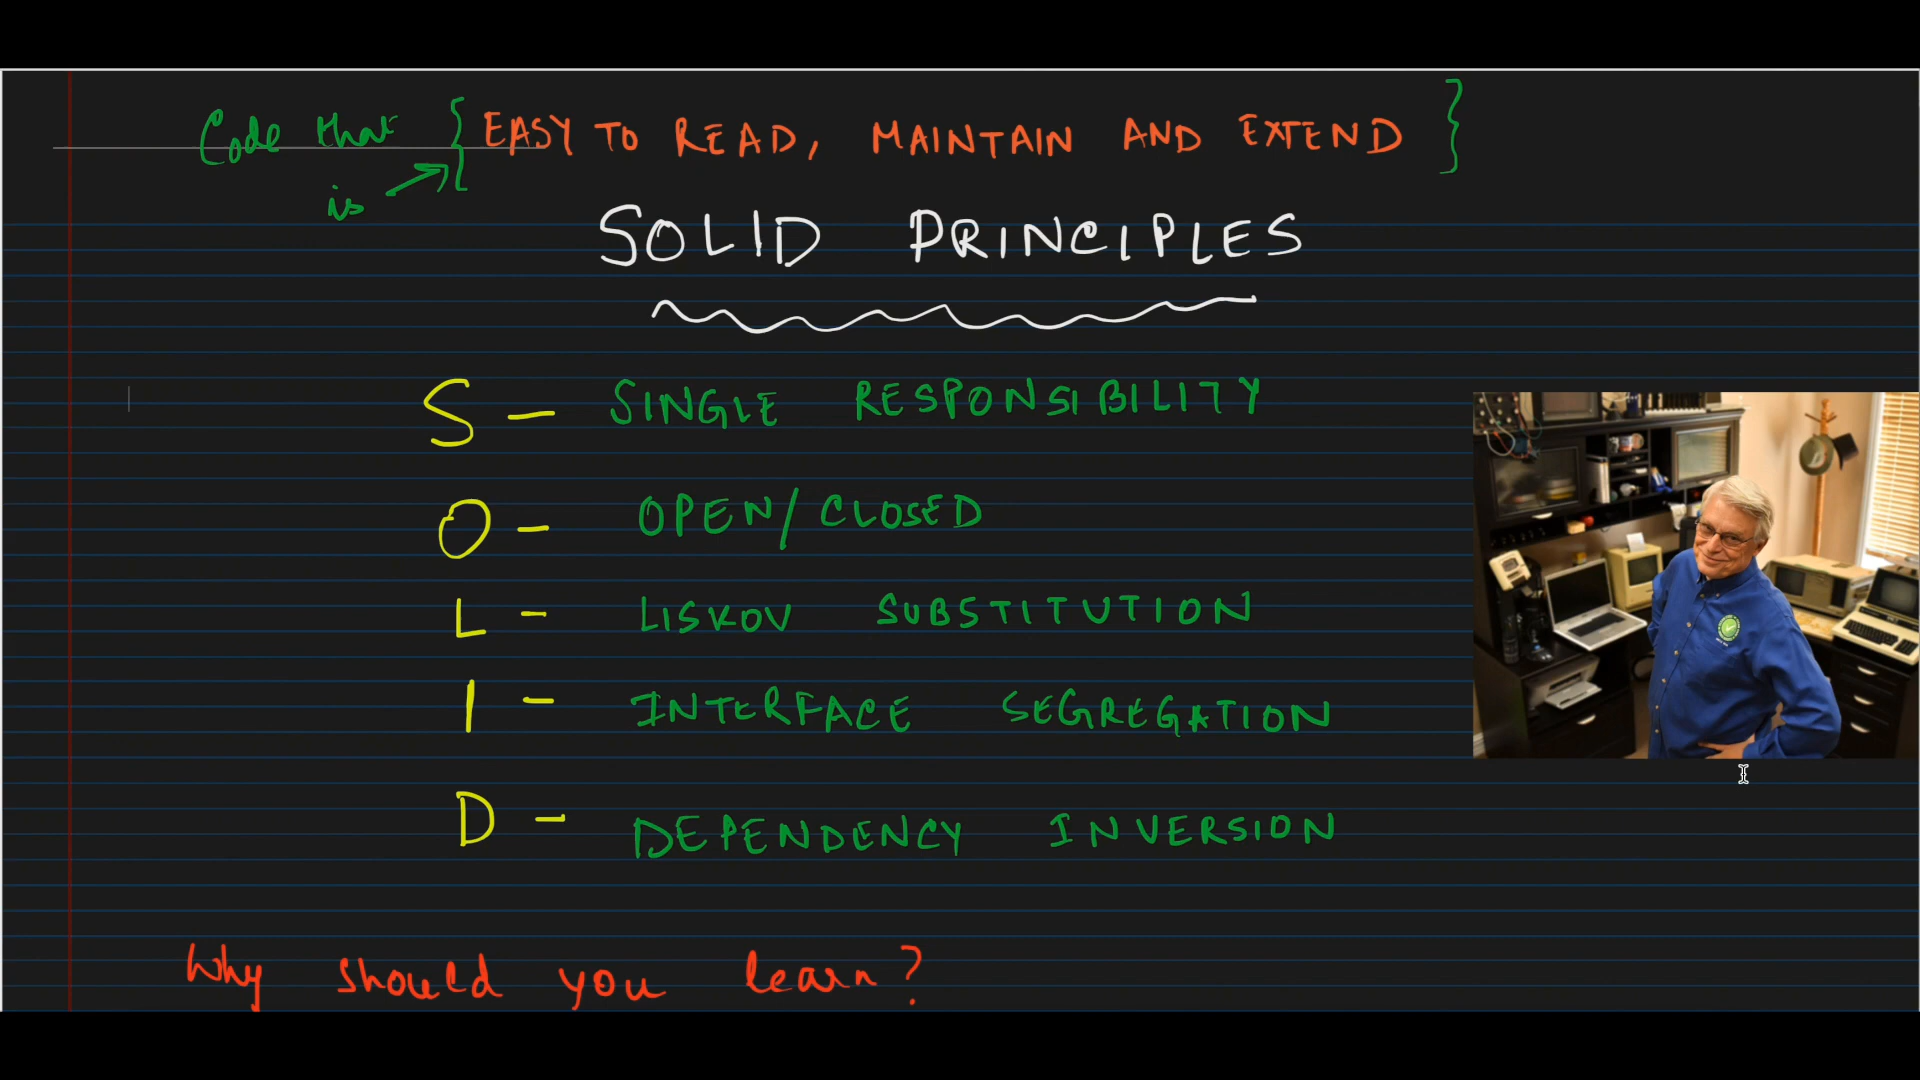 Code that { EASY TO READ, MAINTAIN AND EXTEND }
is
SOLID PRINCIPLES
S - SINGLE RESPONSIBILITY
O - OPEN/CLOSED
L - LISKOV SUBSTITUTION
I - INTERFACE SEGREGATION
D - DEPENDENCY INVERSION
Why should you learn?